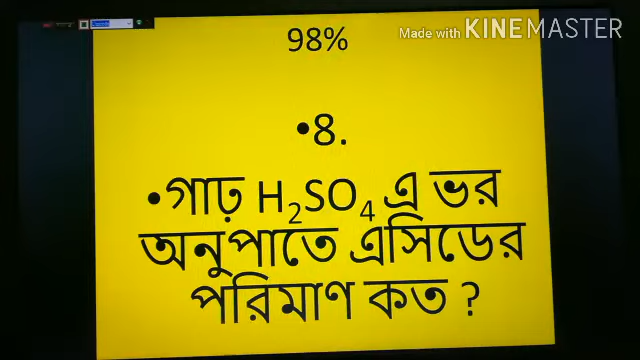 98%
Made with KINEMASTER
•8.
•গাঢ় H₂SO₄ এ ভর
অনুপাতে এসিডের
পরিমাণ কত ?